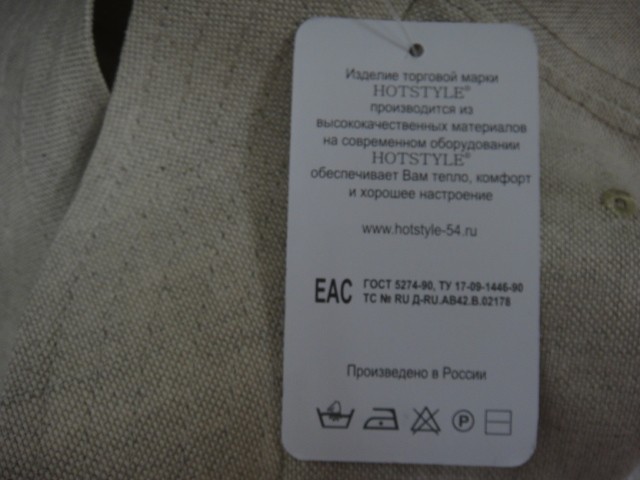 Изделие торговой марки
HOTSTYLE®
производится из
высококачественных материалов
на современном оборудовании
HOTSTYLE®
обеспечивает Вам тепло, комфорт
и хорошее настроение
www.hotstyle-54.ru
ЕАС
ГОСТ 5274-90, ТУ 17-09-1446-90
ТС № RU Д-RU.АВ42.В.02178
Произведено в России
P